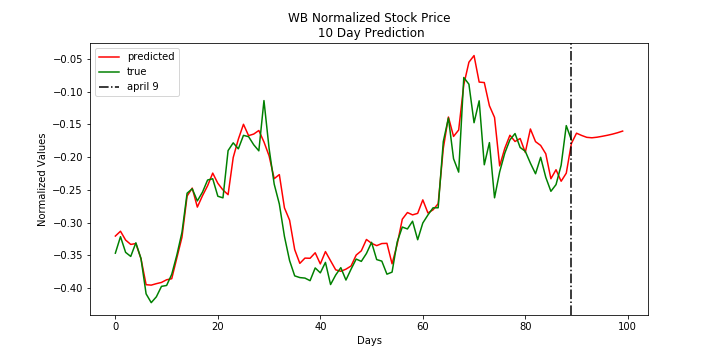 WB Normalized Stock Price
10 Day Prediction
predicted
true
april 9
−0.05
−0.10
−0.15
−0.20
−0.25
−0.30
−0.35
−0.40
Normalized Values
0 20 40 60 80 100
Days